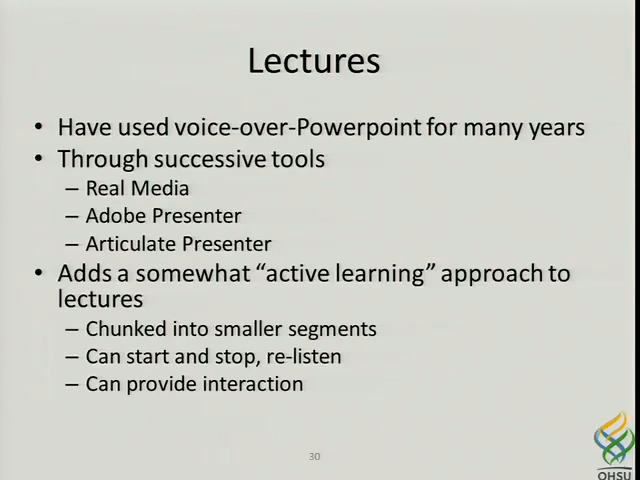 Lectures
• Have used voice-over-Powerpoint for many years
• Through successive tools
– Real Media
– Adobe Presenter
– Articulate Presenter
• Adds a somewhat “active learning” approach to
lectures
– Chunked into smaller segments
– Can start and stop, re-listen
– Can provide interaction
30
OHSU